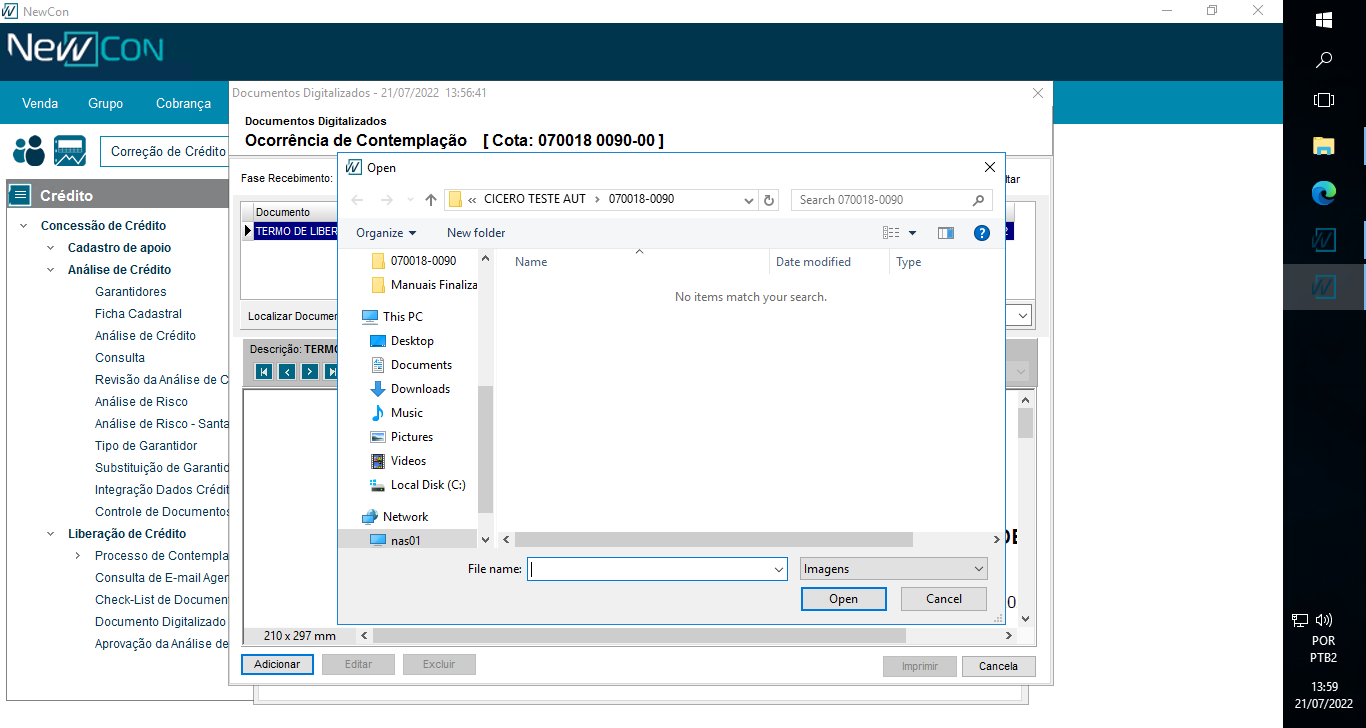 NewCon
NewCon
Venda Grupo Cobrança
Correção de Crédito
Crédito
Concessão de Crédito
Cadastro de apoio
Análise de Crédito
Garantidores
Ficha Cadastral
Análise de Crédito
Consulta
Revisão da Análise de C
Análise de Risco
Análise de Risco - Santa
Tipo de Garantidor
Substituição de Garantid
Integração Dados Crédit
Controle de Documentos
Liberação de Crédito
Processo de Contempla
Consulta de E-mail Agen
Check-List de Documen
Documento Digitalizado
Aprovação da Análise de
Documentos Digitalizados - 21/07/2022 13:56:41
Documentos Digitalizados
Ocorrência de Contemplação [ Cota: 070018 0090-00 ]
Fase Recebimento:
ltar
Documento
TERMO DE LIBER
2
Localizar Documen
Descrição: TERMO
Open
« CICERO TESTE AUT > 070018-0090
Search 070018-0090
Organize New folder
070018-0090
Manuais Finaliza
This PC
Desktop
Documents
Downloads
Music
Pictures
Videos
Local Disk (C:)
Network
nas01
Name Date modified Type
No items match your search.
File name: Imagens
Open Cancel
DE
0
210 x 297 mm
Adicionar Editar Excluir Imprimir Cancela
POR
PTB2
13:59
21/07/2022